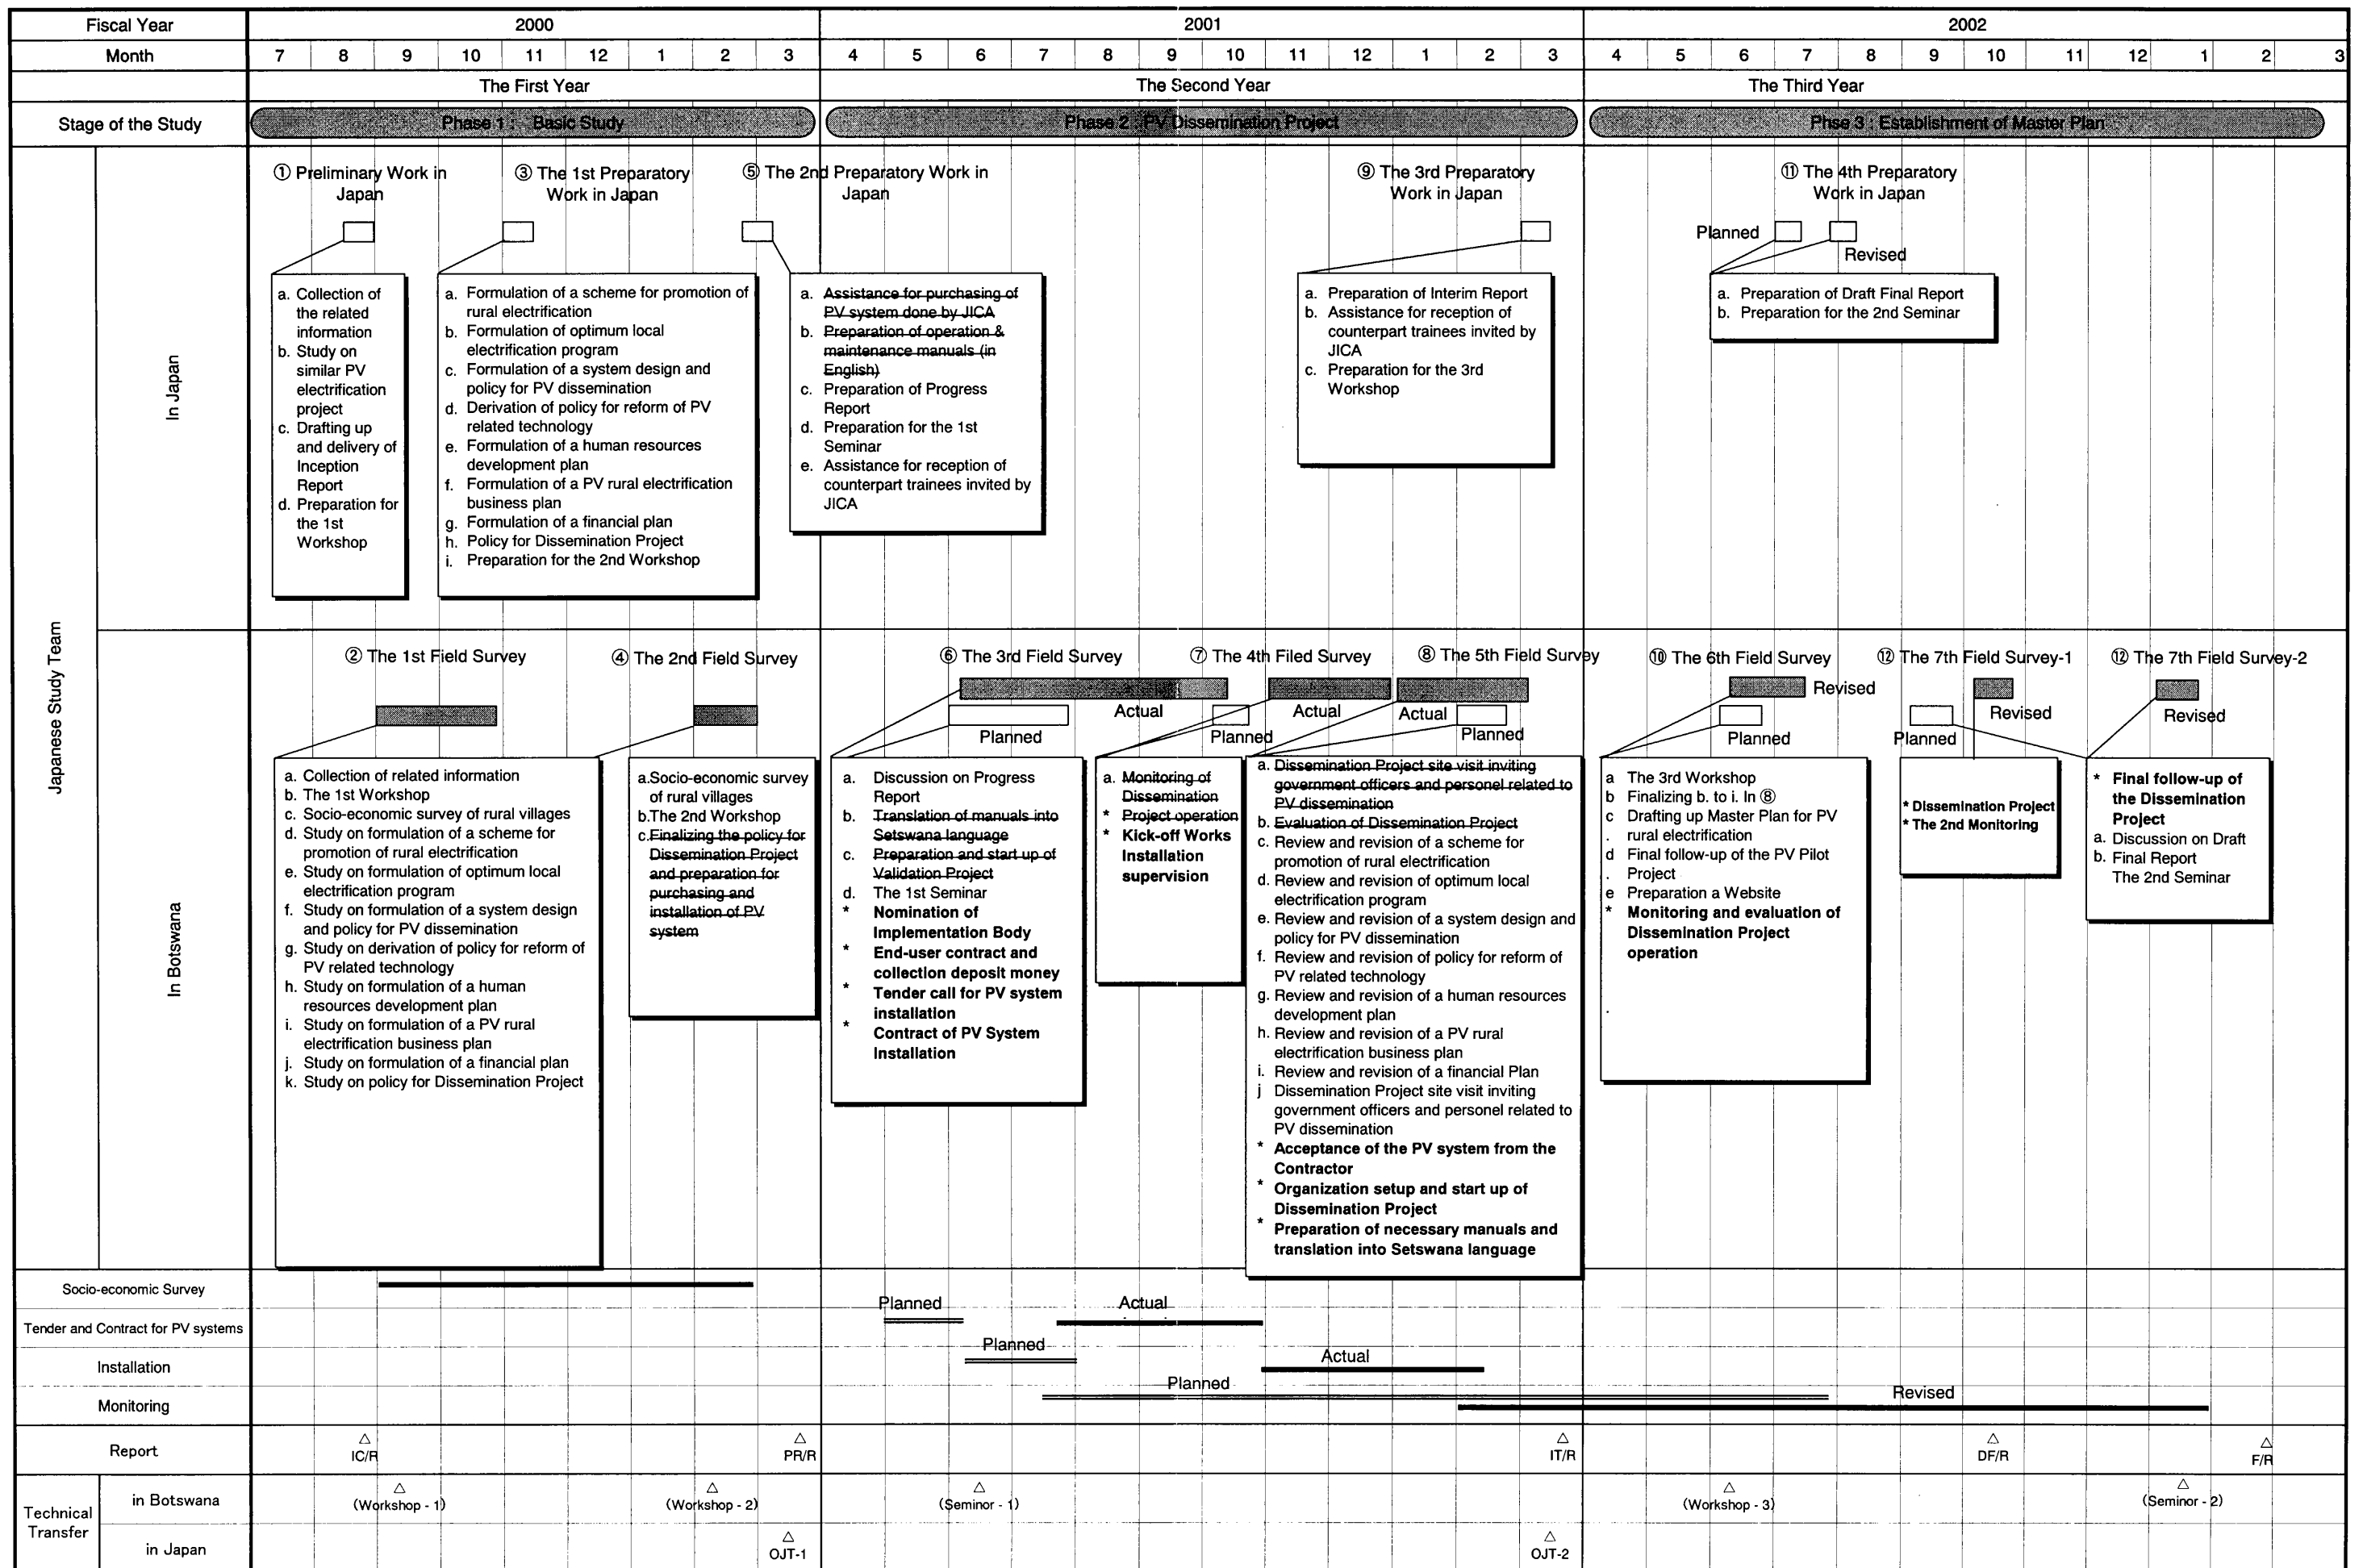 Fiscal Year 2000 2001 2002
Month 7 8 9 10 11 12 1 2 3 4 5 6 7 8 9 10 11 12 1 2 3 4 5 6 7 8 9 10 11 12 1 2 3
The First Year The Second Year The Third Year
Stage of the Study Phase 1 : Basic Study Phase 2 : PV Dissemination Project Phse 3 : Establishment of Master Plan
Japanese Study Team
In Japan
① Preliminary Work in
Japan
③ The 1st Preparatory
Work in Japan
⑤ The 2nd Preparatory Work in
Japan
⑨ The 3rd Preparatory
Work in Japan
⑪ The 4th Preparatory
Work in Japan
Planned
Revised
a. Collection of
the related
information
b. Study on
similar PV
electrification
project
c. Drafting up
and delivery of
Inception
Report
d. Preparation for
the 1st
Workshop
a. Formulation of a scheme for promotion of
rural electrification
b. Formulation of optimum local
electrification program
c. Formulation of a system design and
policy for PV dissemination
d. Derivation of policy for reform of PV
related technology
e. Formulation of a human resources
development plan
f. Formulation of a PV rural electrification
business plan
g. Formulation of a financial plan
h. Policy for Dissemination Project
i. Preparation for the 2nd Workshop
a. Assistance for purchasing of
PV system done by JICA
b. Preparation of operation &
maintenance manuals (in
English)
c. Preparation of Progress
Report
d. Preparation for the 1st
Seminar
e. Assistance for reception of
counterpart trainees invited by
JICA
a. Preparation of Interim Report
b. Assistance for reception of
counterpart trainees invited by
JICA
c. Preparation for the 3rd
Workshop
a. Preparation of Draft Final Report
b. Preparation for the 2nd Seminar
In Botswana
② The 1st Field Survey
④ The 2nd Field Survey
⑥ The 3rd Field Survey
⑦ The 4th Filed Survey
⑧ The 5th Field Survey
⑩ The 6th Field Survey
⑫ The 7th Field Survey-1
⑫ The 7th Field Survey-2
Actual
Planned
Actual
Planned
Actual
Planned
Revised
Planned
Revised
Planned
Revised
a. Collection of related information
b. The 1st Workshop
c. Socio-economic survey of rural villages
d. Study on formulation of a scheme for
promotion of rural electrification
e. Study on formulation of optimum local
electrification program
f. Study on formulation of a system design
and policy for PV dissemination
g. Study on derivation of policy for reform of
PV related technology
h. Study on formulation of a human
resources development plan
i. Study on formulation of a PV rural
electrification business plan
j. Study on formulation of a financial plan
k. Study on policy for Dissemination Project
a.Socio-economic survey
of rural villages
b.The 2nd Workshop
c.Finalizing the policy for
Dissemination Project
and preparation for
purchasing and
installation of PV
system
a. Discussion on Progress
Report
b. Translation of manuals into
Setswana language
c. Preparation and start up of
Validation Project
d. The 1st Seminar
* Nomination of
Implementation Body
* End-user contract and
collection deposit money
* Tender call for PV system
installation
* Contract of PV System
Installation
a. Monitoring of
Dissemination
* Project operation
* Kick-off Works
Installation
supervision
a. Dissemination Project site visit inviting
government officers and personel related to
PV dissemination
b. Evaluation of Dissemination Project
c. Review and revision of a scheme for
promotion of rural electrification
d. Review and revision of optimum local
electrification program
e. Review and revision of a system design and
policy for PV dissemination
f. Review and revision of policy for reform of
PV related technology
g. Review and revision of a human resources
development plan
h. Review and revision of a PV rural
electrification business plan
i. Review and revision of a financial Plan
j Dissemination Project site visit inviting
government officers and personel related to
PV dissemination
* Acceptance of the PV system from the
Contractor
* Organization setup and start up of
Dissemination Project
* Preparation of necessary manuals and
translation into Setswana language
a The 3rd Workshop
b Finalizing b. to i. In ⑧
c Drafting up Master Plan for PV
. rural electrification
d Final follow-up of the PV Pilot
. Project
e Preparation a Website
* Monitoring and evaluation of
Dissemination Project
operation
* Dissemination Project
* The 2nd Monitoring
* Final follow-up of
the Dissemination
Project
a. Discussion on Draft
b. Final Report
The 2nd Seminar
Socio-economic Survey
Planned Actual
Tender and Contract for PV systems
Planned
Installation Actual
Planned Revised
Monitoring
Report △ △ △ △ △
IC/R PR/R IT/R DF/R F/R
Technical
Transfer
in Botswana △ △ △ △ △
(Workshop - 1) (Workshop - 2) (Seminor - 1) (Workshop - 3) (Seminor - 2)
in Japan △ △
OJT-1 OJT-2